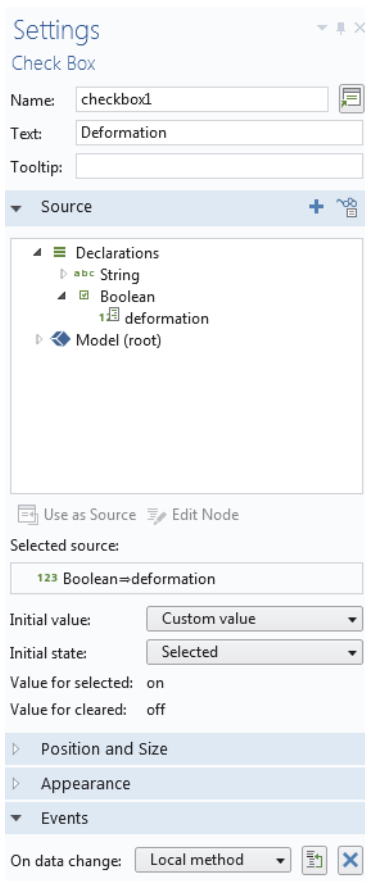 Settings
Check Box
Name: checkbox1
Text: Deformation
Tooltip:
Source
Declarations
abc String
Boolean
deformation
Model (root)
Use as Source Edit Node
Selected source:
123 Boolean⇒deformation
Initial value: Custom value
Initial state: Selected
Value for selected: on
Value for cleared: off
Position and Size
Appearance
Events
On data change: Local method